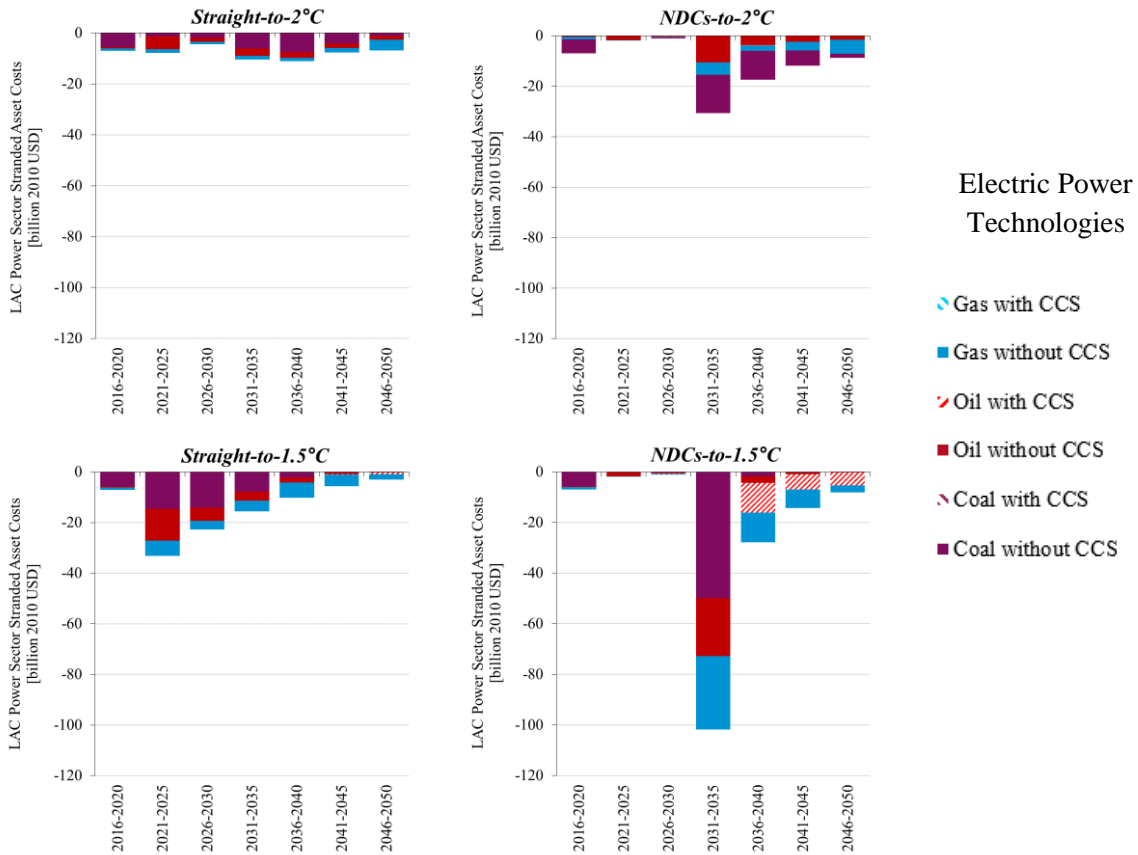 Straight-to-2°C
LAC Power Sector Stranded Asset Costs
[billion 2010 USD]
0
-20
-40
-60
-80
-100
-120
2016-2020
2021-2025
2026-2030
2031-2035
2036-2040
2041-2045
2046-2050
NDCs-to-2°C
LAC Power Sector Stranded Asset Costs
[billion 2010 USD]
0
-20
-40
-60
-80
-100
-120
2016-2020
2021-2025
2026-2030
2031-2035
2036-2040
2041-2045
2046-2050
Straight-to-1.5°C
LAC Power Sector Stranded Asset Costs
[billion 2010 USD]
0
-20
-40
-60
-80
-100
-120
2016-2020
2021-2025
2026-2030
2031-2035
2036-2040
2041-2045
2046-2050
NDCs-to-1.5°C
LAC Power Sector Stranded Asset Costs
[billion 2010 USD]
0
-20
-40
-60
-80
-100
-120
2016-2020
2021-2025
2026-2030
2031-2035
2036-2040
2041-2045
2046-2050
Electric Power
Technologies
Gas with CCS
Gas without CCS
Oil with CCS
Oil without CCS
Coal with CCS
Coal without CCS